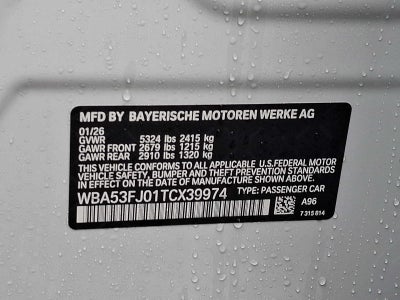 MFD BY BAYERISCHE MOTOREN WERKE AG
01/26
GVWR 5324 lbs 2415 kg
GAWR FRONT 2679 lbs 1215 kg
GAWR REAR 2910 lbs 1320 kg
THIS VEHICLE CONFORMS TO ALL APPLICABLE U.S.FEDERAL MOTOR
VEHICLE SAFETY, BUMPER AND THEFT PREVENTION STANDARDS
IN EFFECT ON THE DATE OF MANUFACTURE SHOWN ABOVE.
WBA53FJ01TCX39974 TYPE: PASSENGER CAR
A96
7 315 814